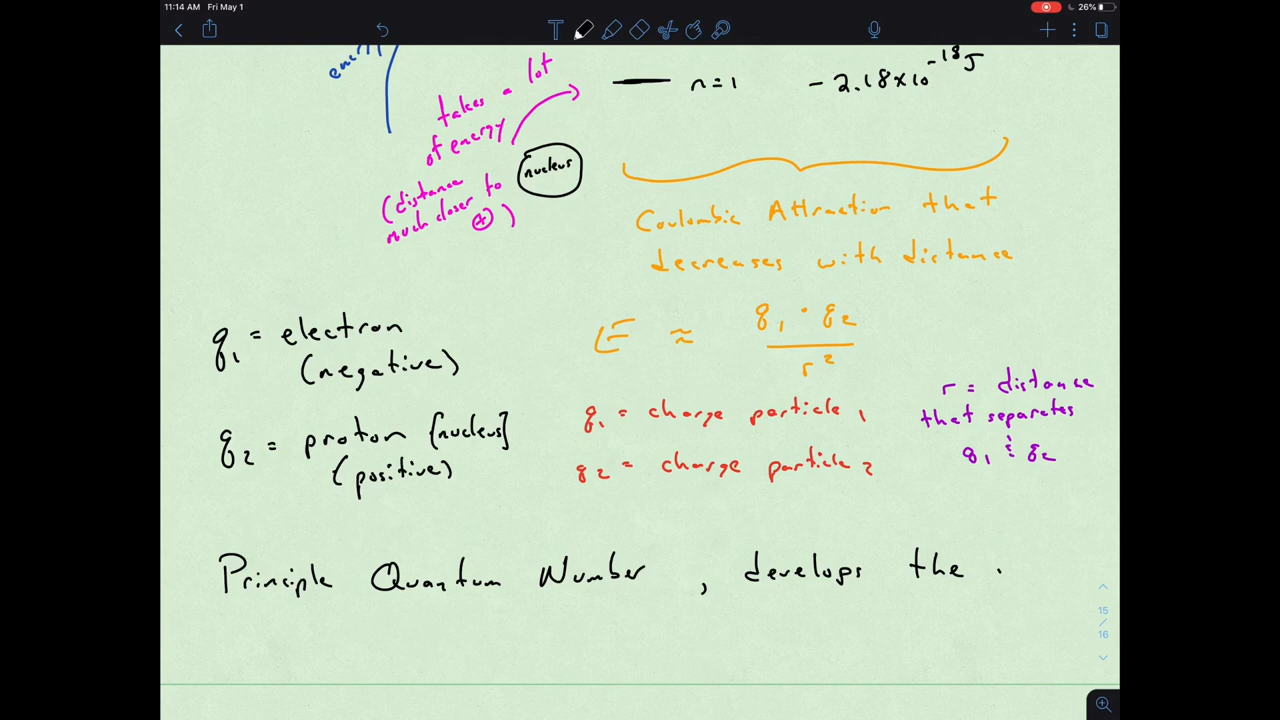 11:14 AM Fri May 1
26%
energy
takes a lot
of energy
(distance
much closer to
⊕)
nucleus
n=1 -2.18x10^-18 J
Coulombic Attraction that
decreases with distance
E ≈ q1 · q2 / r^2
q1 = electron
(negative)
q2 = proton [nucleus]
(positive)
q1 = charge particle 1
q2 = charge particle 2
r = distance
that separates
q1 & q2
Principle Quantum Number, develops the
15
/
16